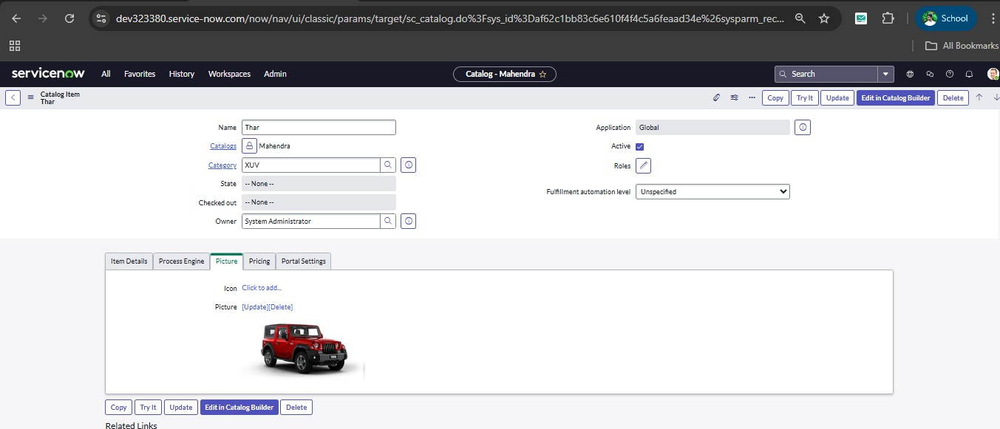 dev323380.service-now.com/now/nav/ui/classic/params/target/sc_catalog.do%3Fsys_id%3Daf62c1bb83c6e610f4f4c5a6feaad34e%26sysparm_rec...
School
All Bookmarks
servicenow All Favorites History Workspaces Admin
Catalog - Mahendra
Search
Catalog Item
Thar
Copy Try It Update Edit in Catalog Builder Delete
Name Thar
Application Global
Catalogs Mahendra
Active
Category XUV
Roles
State -- None --
Fulfillment automation level Unspecified
Checked out -- None --
Owner System Administrator
Item Details Process Engine Picture Pricing Portal Settings
Icon Click to add...
Picture [Update][Delete]
Copy Try It Update Edit in Catalog Builder Delete
Related Links